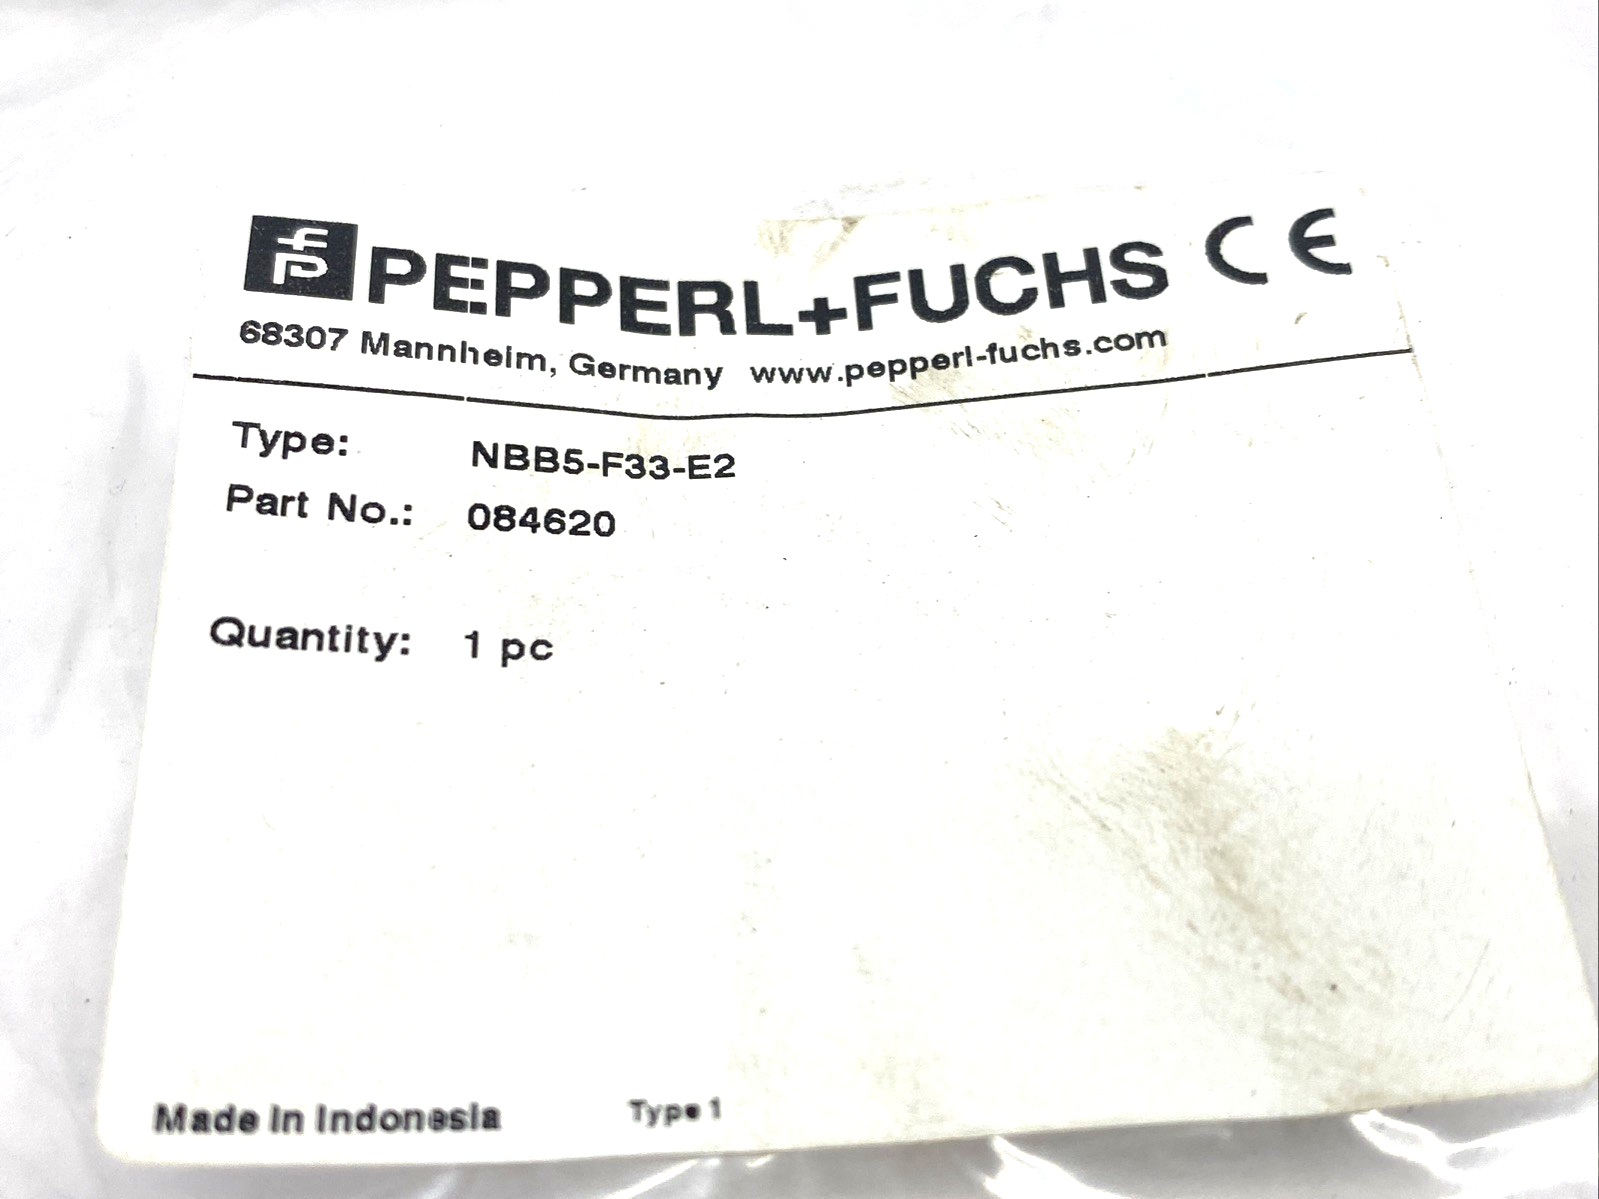 fP PEPPERL+FUCHS CE
68307 Mannheim, Germany www.pepperl-fuchs.com
Type: NBB5-F33-E2
Part No.: 084620
Quantity: 1 pc
Made in Indonesia Type 1